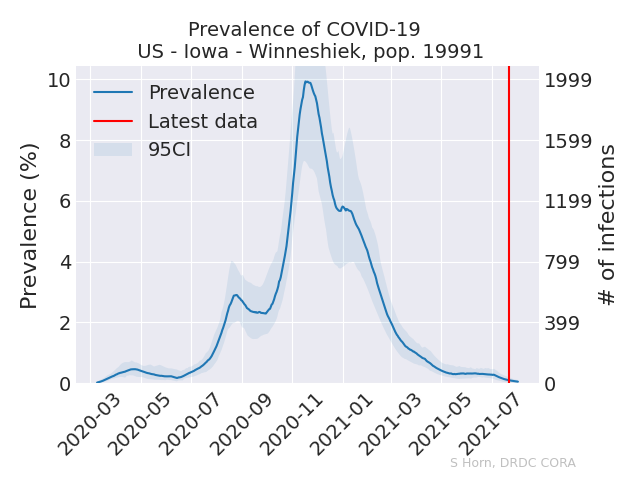 Prevalence of COVID-19
US - Iowa - Winneshiek, pop. 19991
Prevalence
Latest data
95CI
Prevalence (%)
10
8
6
4
2
0
1999
1599
1199
799
399
0
# of infections
2020-03
2020-05
2020-07
2020-09
2020-11
2021-01
2021-03
2021-05
2021-07
S Horn, DRDC CORA